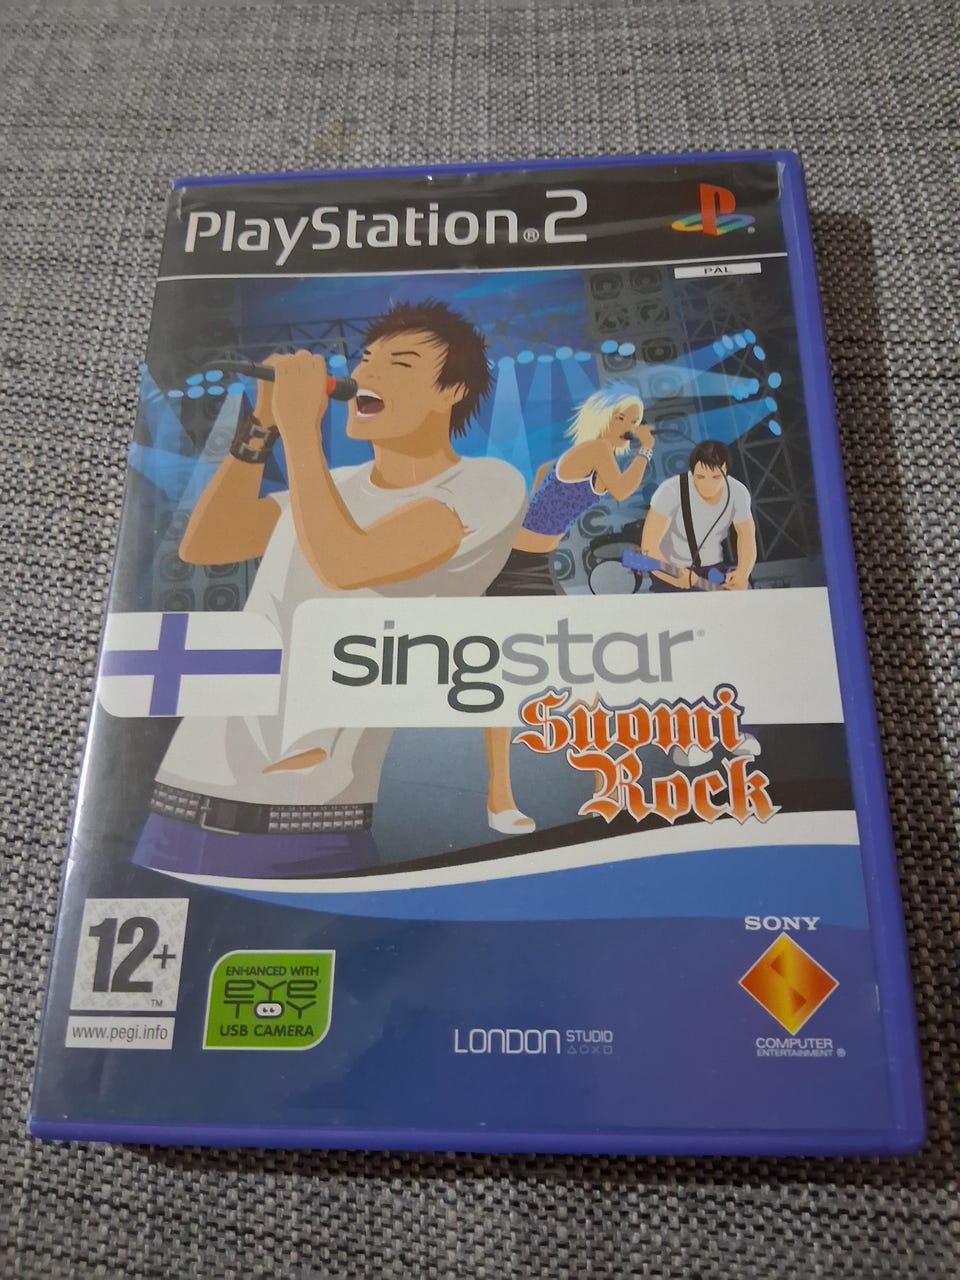 PlayStation®2
PAL
singstar®
Suomi
Rock
12+
TM
www.pegi.info
ENHANCED WITH
EYE
TOY
USB CAMERA
LONDON STUDIO
SONY
COMPUTER
ENTERTAINMENT ®